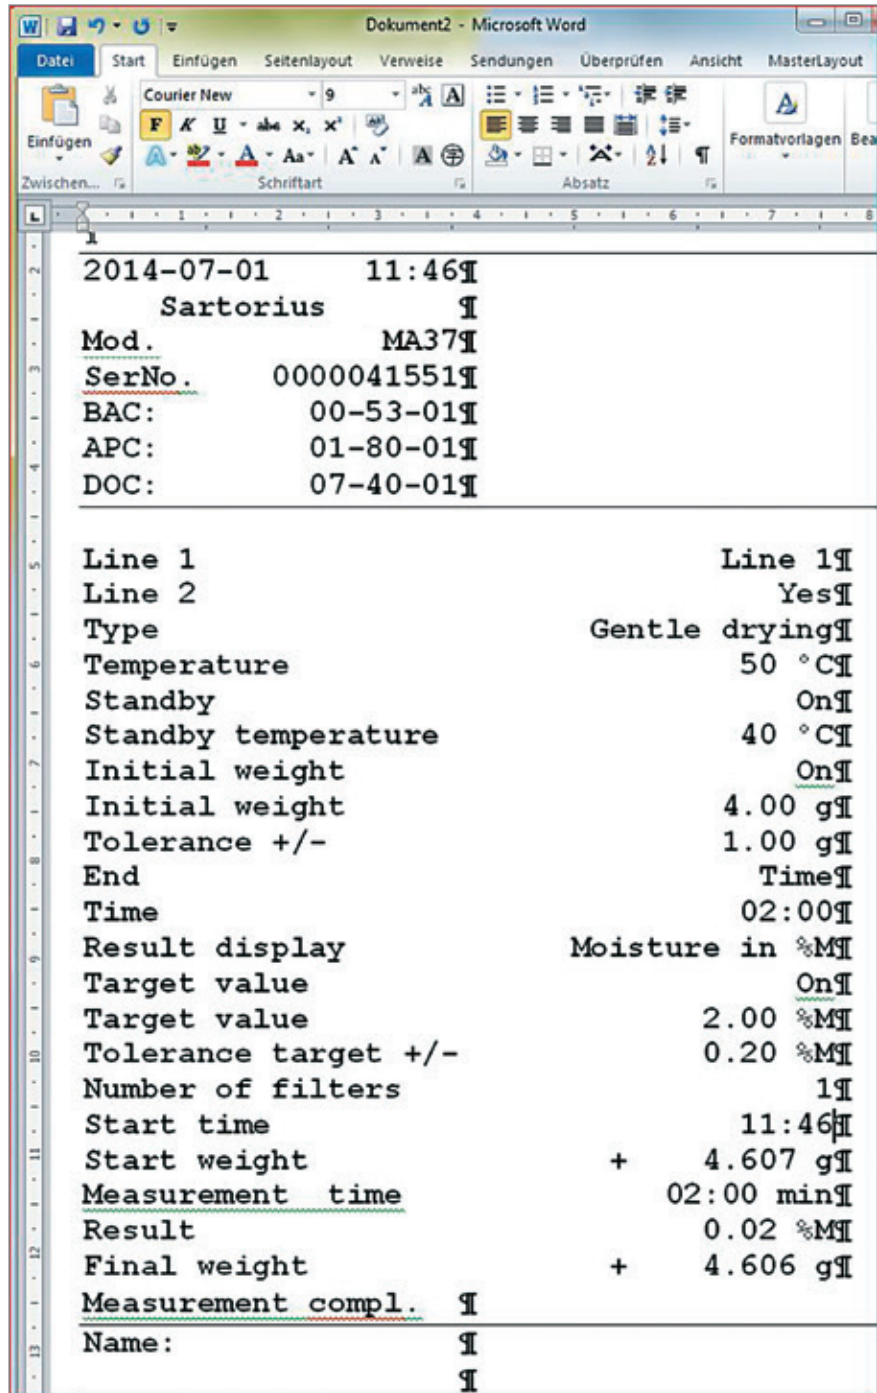 Dokument2 - Microsoft Word
Datei Start Einfügen Seitenlayout Verweise Sendungen Überprüfen Ansicht MasterLayout
Courier New 9
Einfügen
F K U abc x₂ x²
Formatvorlagen Bea
Zwischen... Schriftart Absatz
1 2 3 4 5 6 7 8
2014-07-01 11:46¶
Sartorius ¶
Mod. MA37¶
SerNo. 0000041551¶
BAC: 00-53-01¶
APC: 01-80-01¶
DOC: 07-40-01¶
Line 1 Line 1¶
Line 2 Yes¶
Type Gentle drying¶
Temperature 50 °C¶
Standby On¶
Standby temperature 40 °C¶
Initial weight On¶
Initial weight 4.00 g¶
Tolerance +/- 1.00 g¶
End Time¶
Time 02:00¶
Result display Moisture in %M¶
Target value On¶
Target value 2.00 %M¶
Tolerance target +/- 0.20 %M¶
Number of filters 1¶
Start time 11:46¶
Start weight + 4.607 g¶
Measurement time 02:00 min¶
Result 0.02 %M¶
Final weight + 4.606 g¶
Measurement compl. ¶
Name: ¶
¶